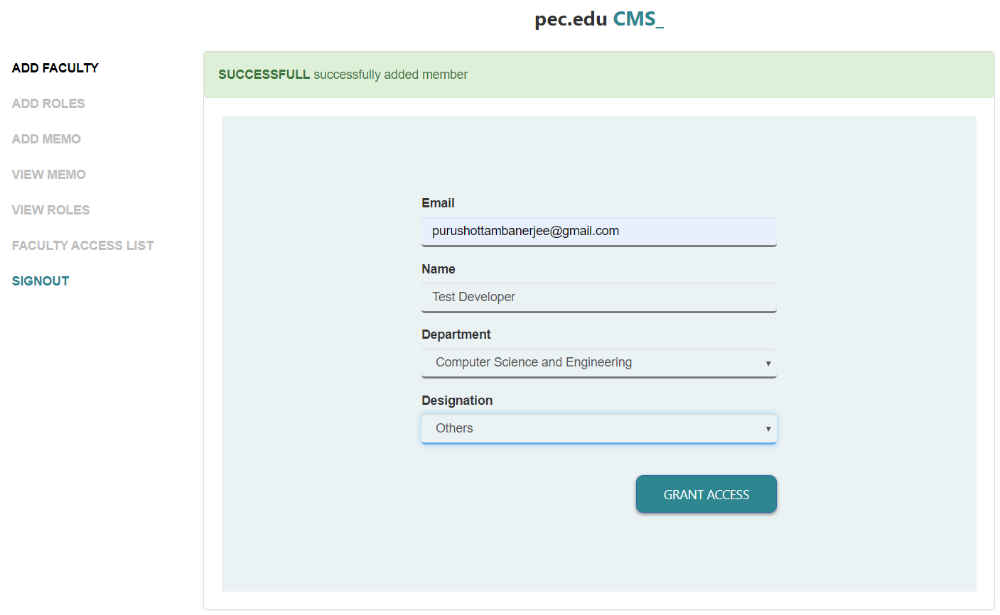 pec.edu CMS_
ADD FACULTY
ADD ROLES
ADD MEMO
VIEW MEMO
VIEW ROLES
FACULTY ACCESS LIST
SIGNOUT
SUCCESSFULL successfully added member
Email
purushottambanerjee@gmail.com
Name
Test Developer
Department
Computer Science and Engineering
Designation
Others
GRANT ACCESS